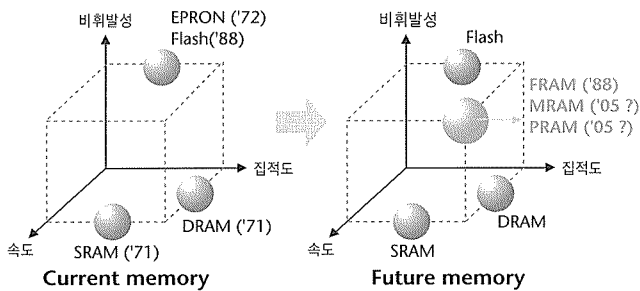 비휘발성
EPRON ('72)
Flash('88)
집적도
DRAM ('71)
속도
SRAM ('71)
Current memory
비휘발성
Flash
FRAM ('88)
MRAM ('05 ?)
PRAM ('05 ?)
집적도
DRAM
속도
SRAM
Future memory